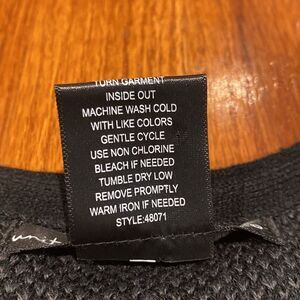 TURN GARMENT
INSIDE OUT
MACHINE WASH COLD
WITH LIKE COLORS
GENTLE CYCLE
USE NON CHLORINE
BLEACH IF NEEDED
TUMBLE DRY LOW
REMOVE PROMPTLY
WARM IRON IF NEEDED
STYLE:48071